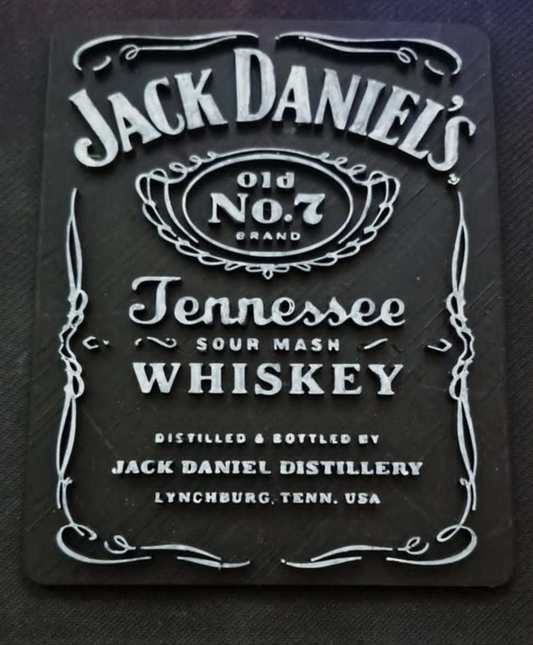 JACK DANIEL'S
Old
No.7
BRAND
Tennessee
SOUR MASH
WHISKEY
DISTILLED & BOTTLED BY
JACK DANIEL DISTILLERY
LYNCHBURG, TENN. USA